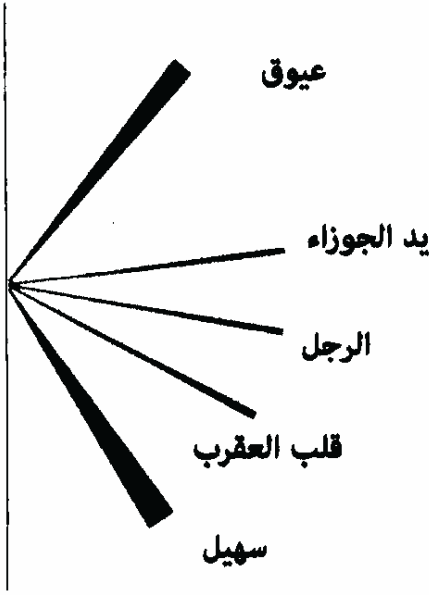 عيوق
يد الجوزاء
الرجل
قلب العقرب
سهيل